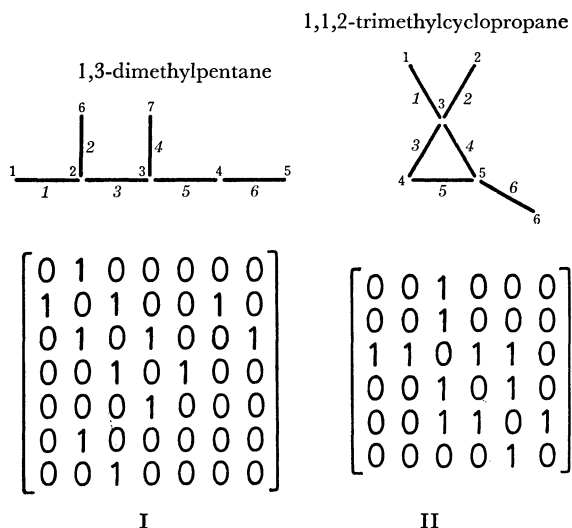 1,1,2-trimethylcyclopropane
1,3-dimethylpentane
6 7
2 4
1 2 3 4 5
1 3 5 6
1 2
1 3 2
3 4
4 5 5
6
6
0 1 0 0 0 0 0
1 0 1 0 0 1 0
0 1 0 1 0 0 1
0 0 1 0 1 0 0
0 0 0 1 0 0 0
0 1 0 0 0 0 0
0 0 1 0 0 0 0
I
0 0 1 0 0 0
0 0 1 0 0 0
1 1 0 1 1 0
0 0 1 0 1 0
0 0 1 1 0 1
0 0 0 0 1 0
II